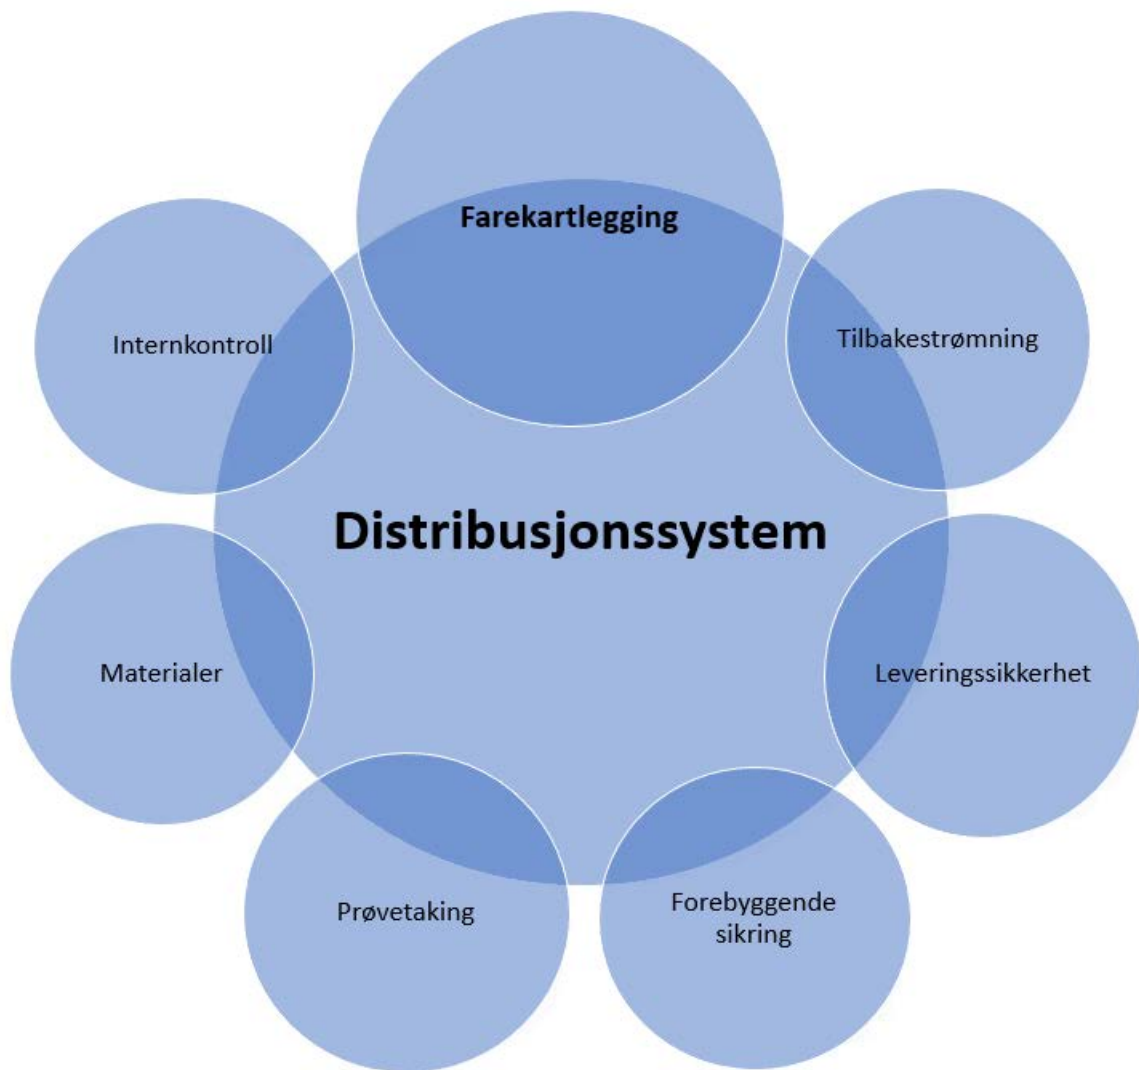 Farekartlegging
Tilbakestrømning
Internkontroll
Distribusjonssystem
Leveringssikkerhet
Materialer
Forebyggende
sikring
Prøvetaking